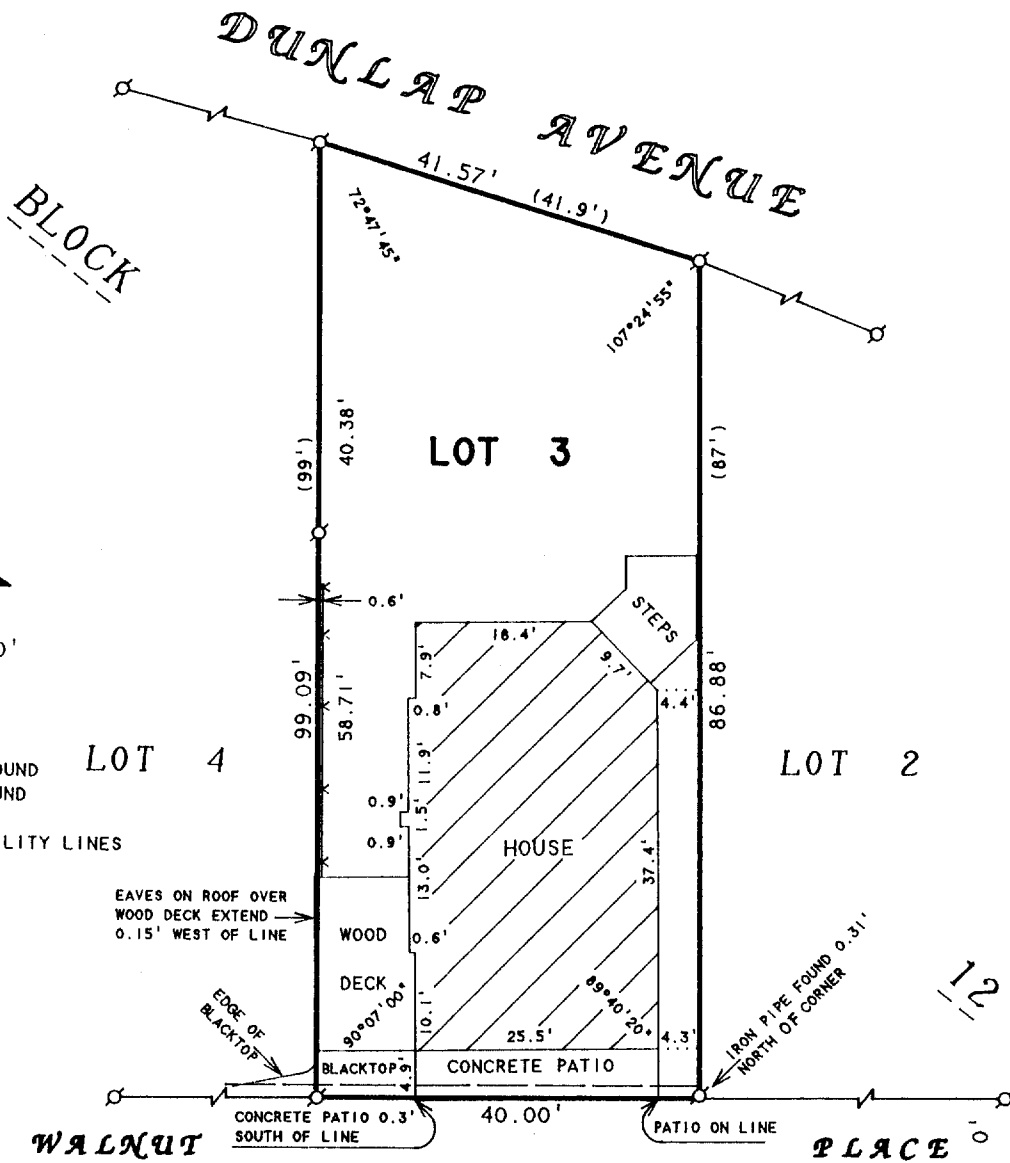 DUNLAP AVENUE
41.57'
(41.9')
72°47'45"
107°24'55"
BLOCK
(99')
40.38'
LOT 3
(87')
0.6'
STEPS
18.4'
9.7'
7.9'
0.8'
4.4'
99.09'
58.71'
86.88'
11.9'
LOT 4
LOT 2
OUND
UND
0.9'
1.5'
0.9'
LITY LINES
HOUSE
13.0'
37.4'
EAVES ON ROOF OVER
WOOD DECK EXTEND
0.15' WEST OF LINE
WOOD
DECK
0.6'
90°07'00"
89°40'20"
10.1'
25.5'
4.3'
IRON PIPE FOUND 0.31'
NORTH OF CORNER
12
EDGE OF
BLACKTOP
BLACKTOP
4.9'
CONCRETE PATIO
CONCRETE PATIO 0.3'
SOUTH OF LINE
40.00'
PATIO ON LINE
WALNUT PLACE